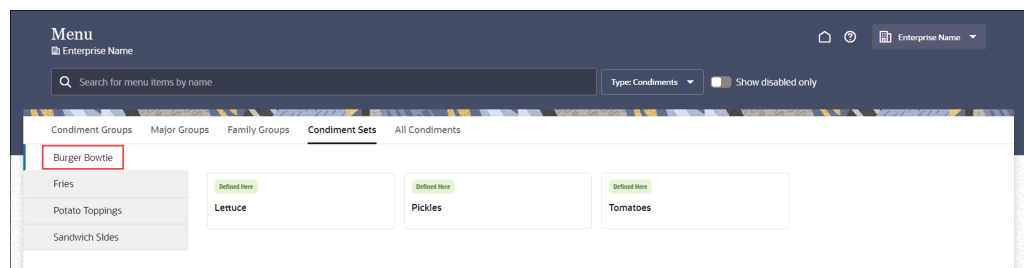 Menu
Enterprise Name
Enterprise Name
Search for menu items by name
Type: Condiments
Show disabled only
Condiment Groups Major Groups Family Groups Condiment Sets All Condiments
Burger Bowtie
Fries
Potato Toppings
Sandwich SIdes
Defined Here Defined Here Defined Here
Lettuce Pickles Tomatoes